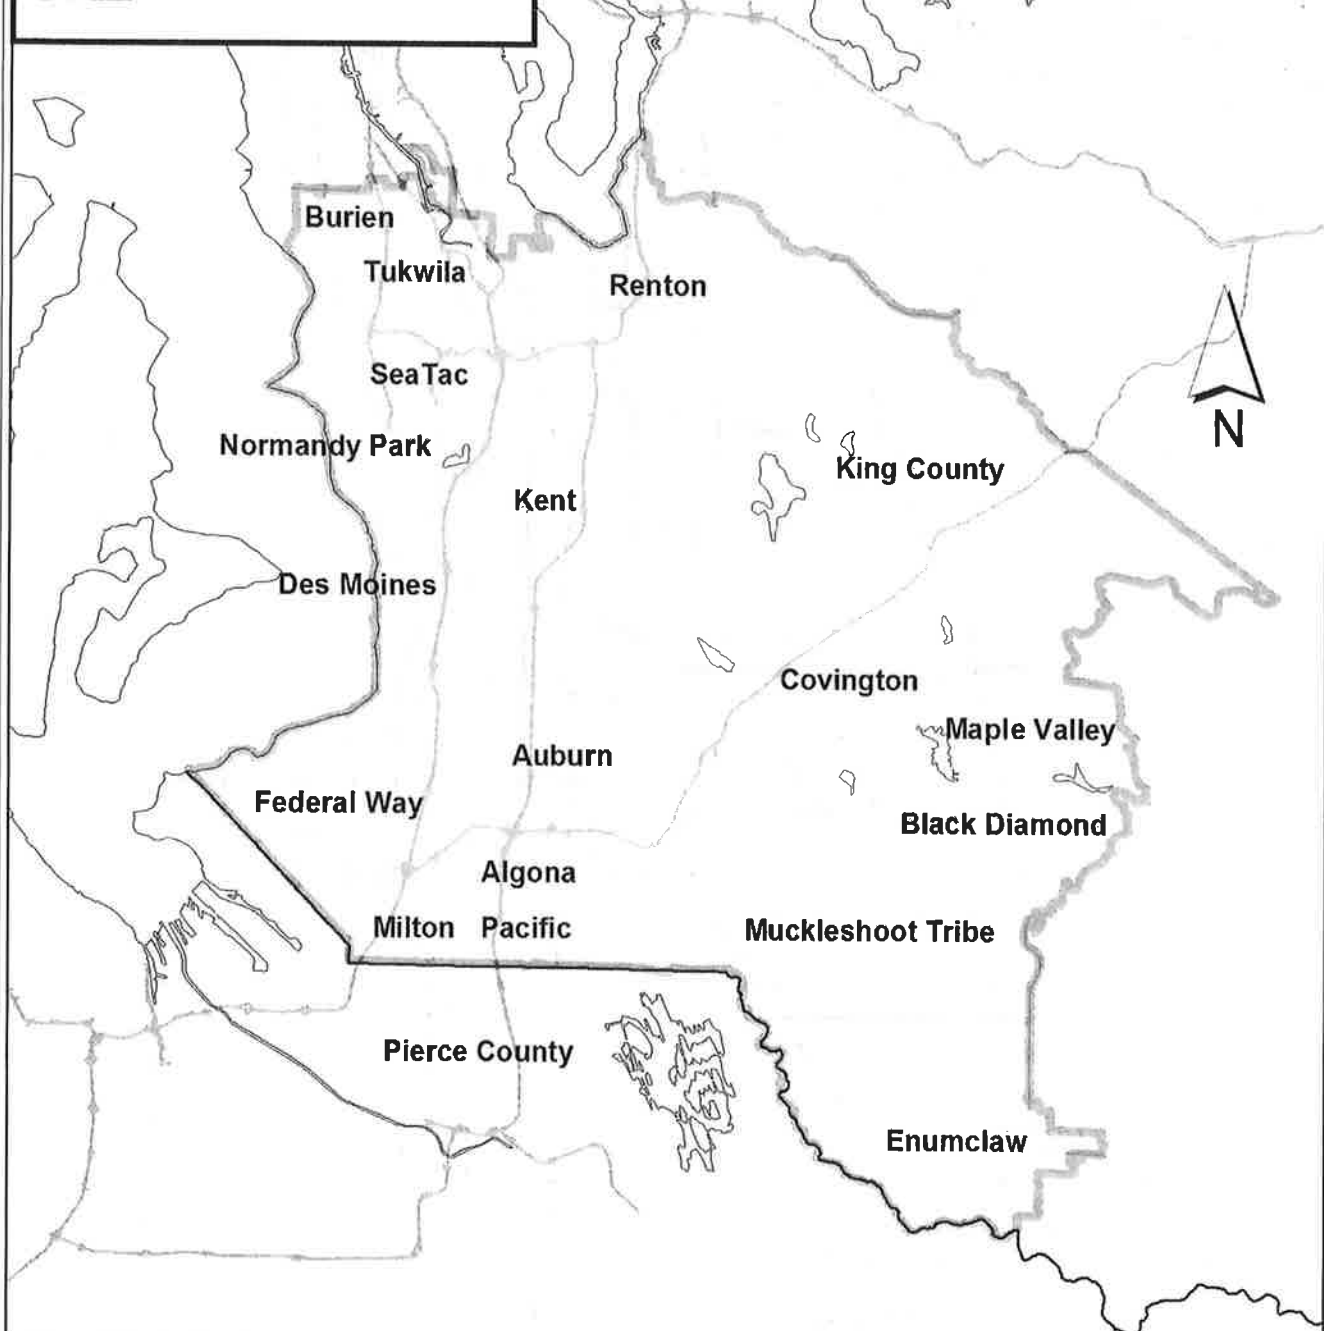 Burien
Tukwila
Renton
SeaTac
N
Normandy Park
King County
Kent
Des Moines
Covington
Maple Valley
Auburn
Federal Way
Black Diamond
Algona
Milton
Pacific
Muckleshoot Tribe
Pierce County
Enumclaw